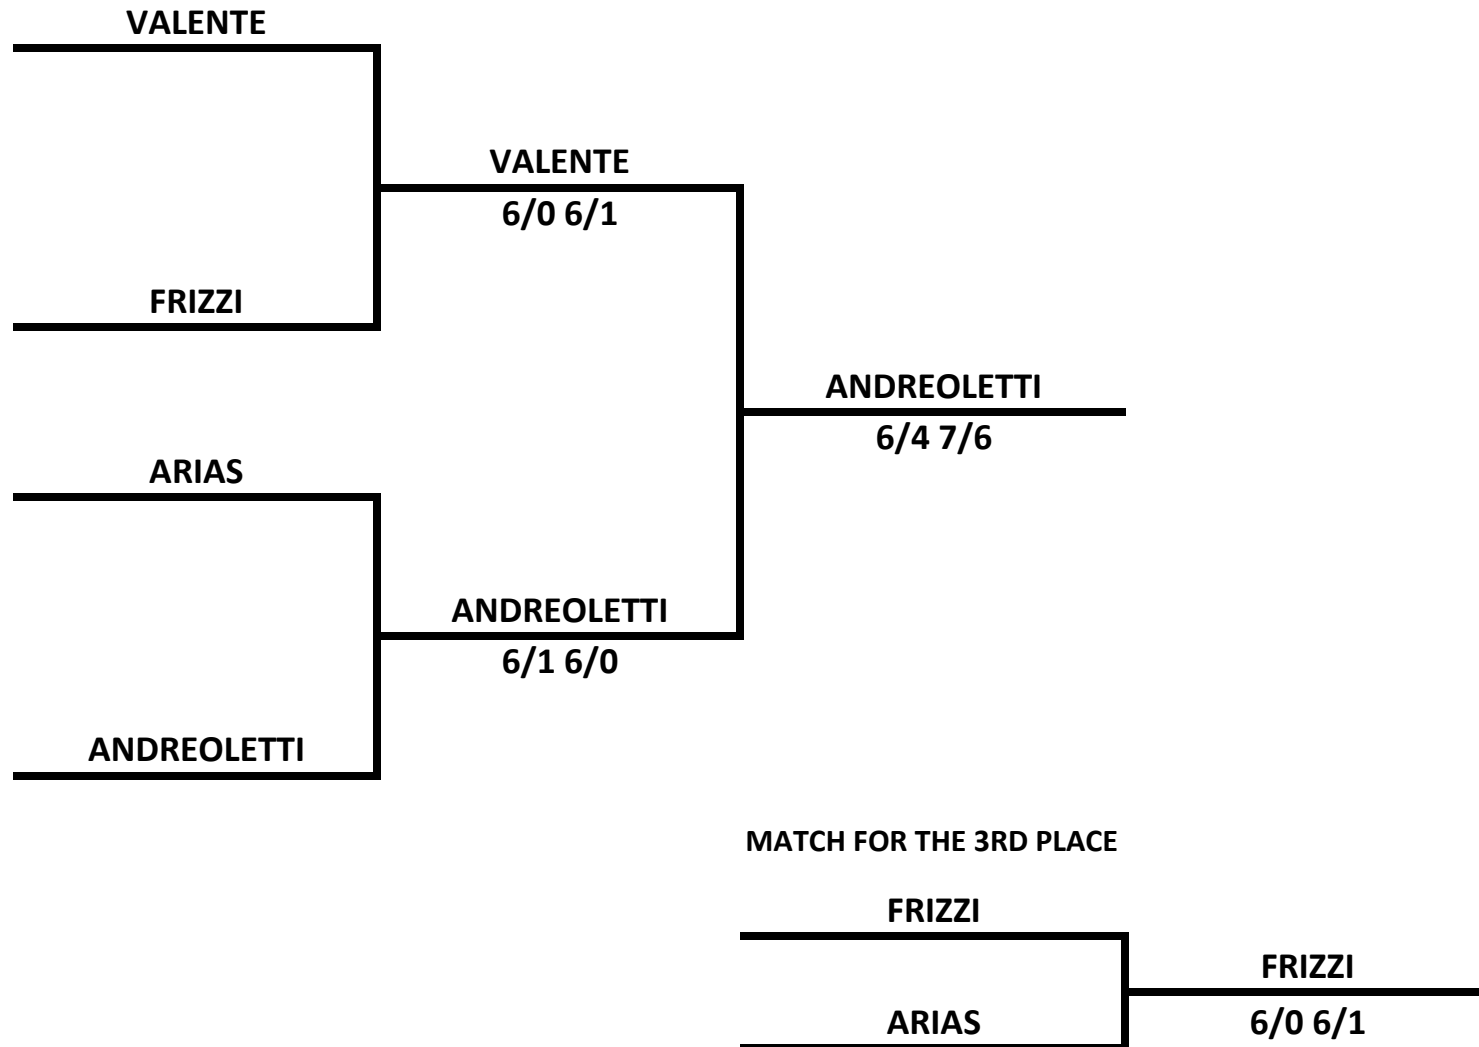 VALENTE
VALENTE
6/0 6/1
FRIZZI
ANDREOLETTI
6/4 7/6
ARIAS
ANDREOLETTI
6/1 6/0
ANDREOLETTI
MATCH FOR THE 3RD PLACE
FRIZZI
FRIZZI
6/0 6/1
ARIAS